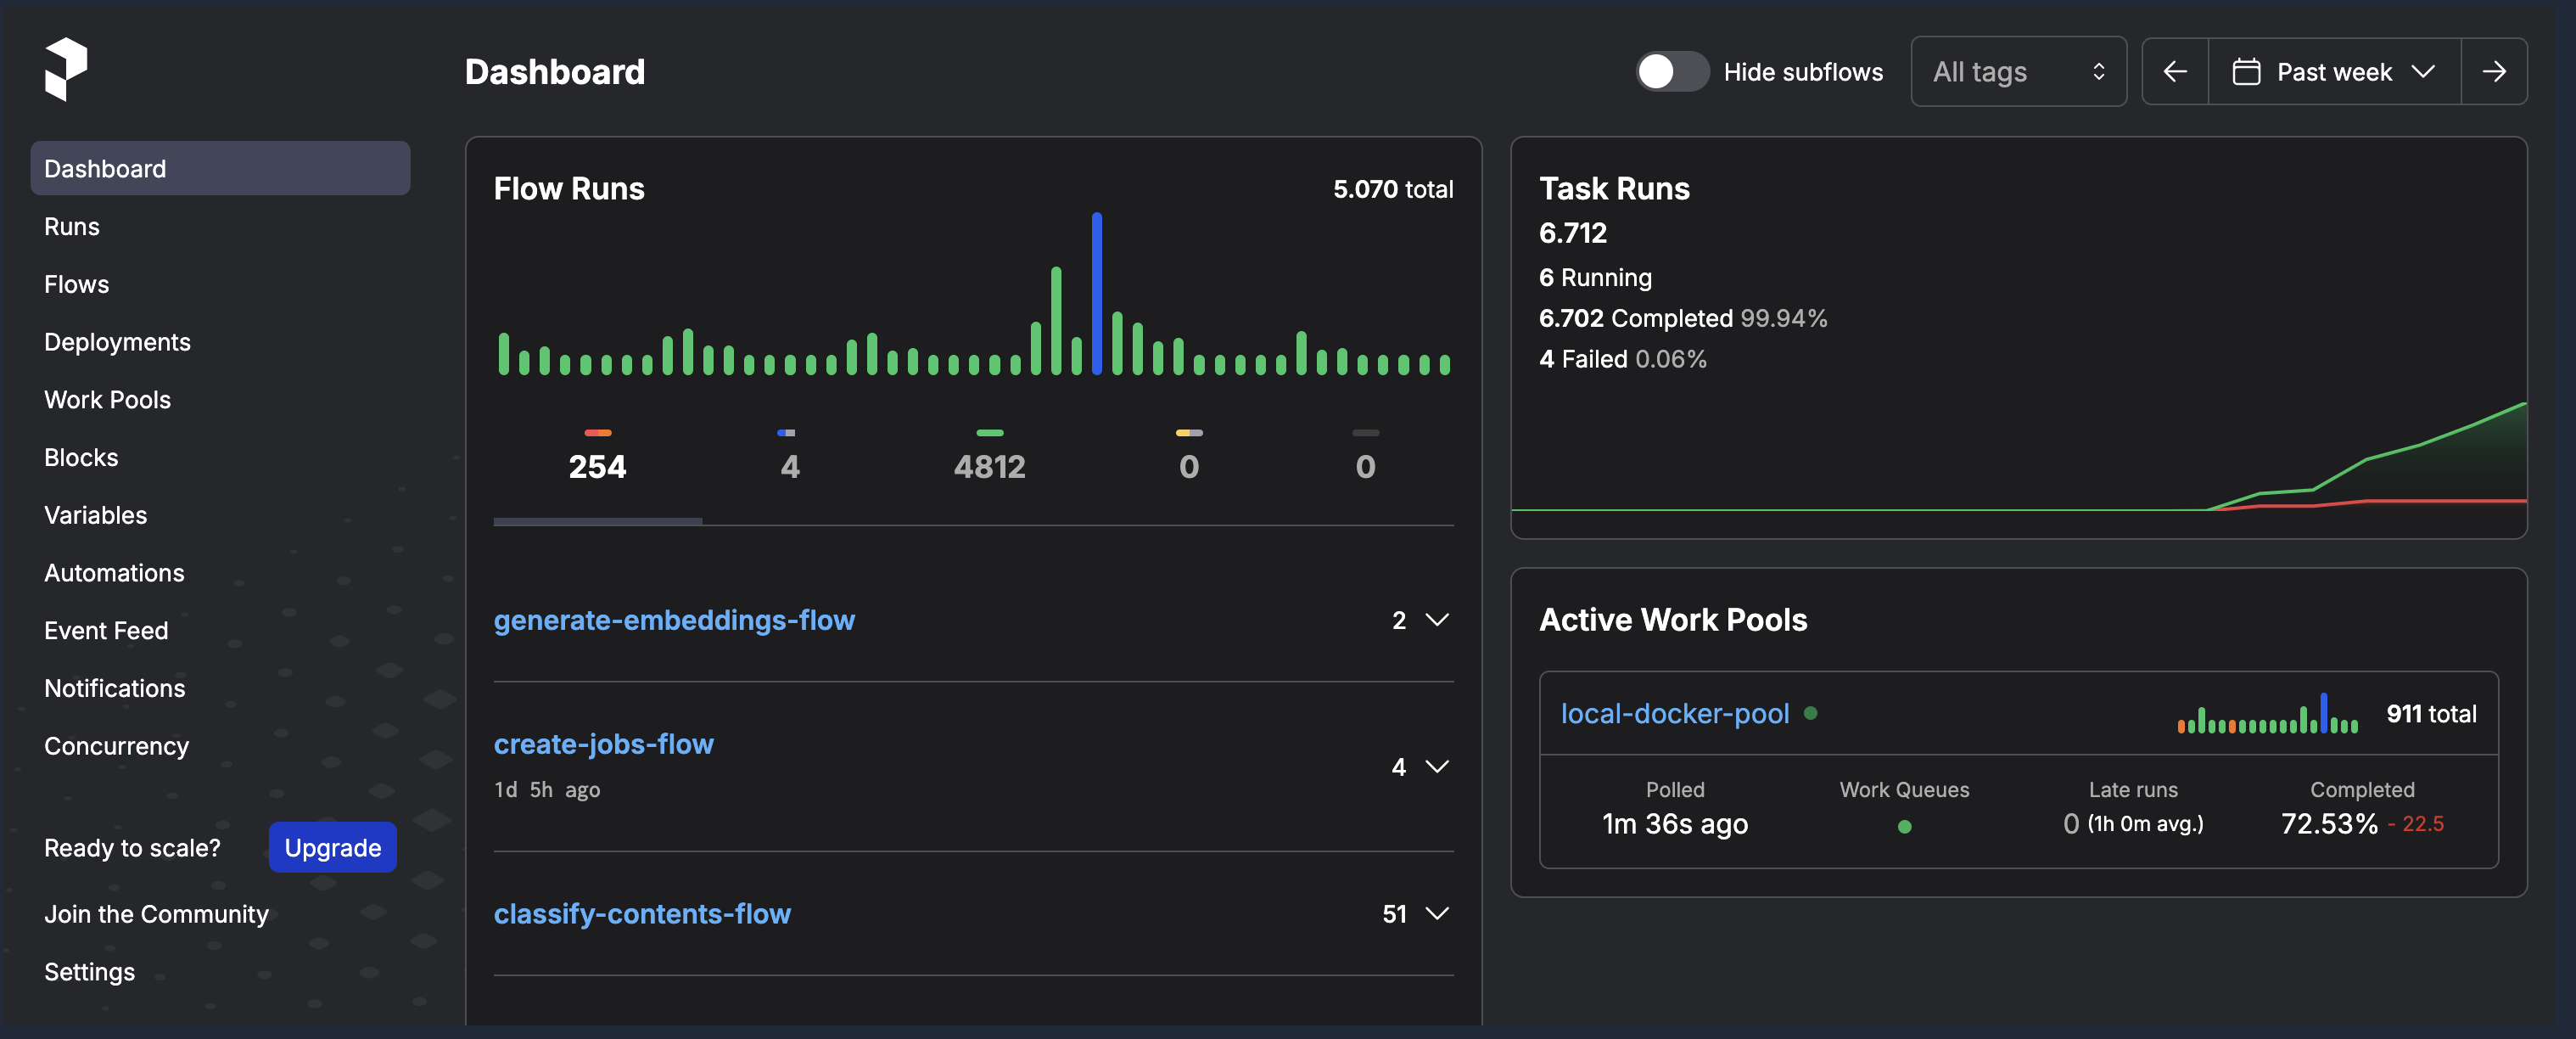 Dashboard
Hide subflows
All tags
Past week
Dashboard
Runs
Flows
Deployments
Work Pools
Blocks
Variables
Automations
Event Feed
Notifications
Concurrency
Ready to scale? Upgrade
Join the Community
Settings
Flow Runs 5.070 total
254 4 4812 0 0
generate-embeddings-flow 2
create-jobs-flow 4
1d 5h ago
classify-contents-flow 51
Task Runs
6.712
6 Running
6.702 Completed 99.94%
4 Failed 0.06%
Active Work Pools
local-docker-pool 911 total
Polled Work Queues Late runs Completed
1m 36s ago 0 (1h 0m avg.) 72.53% - 22.5